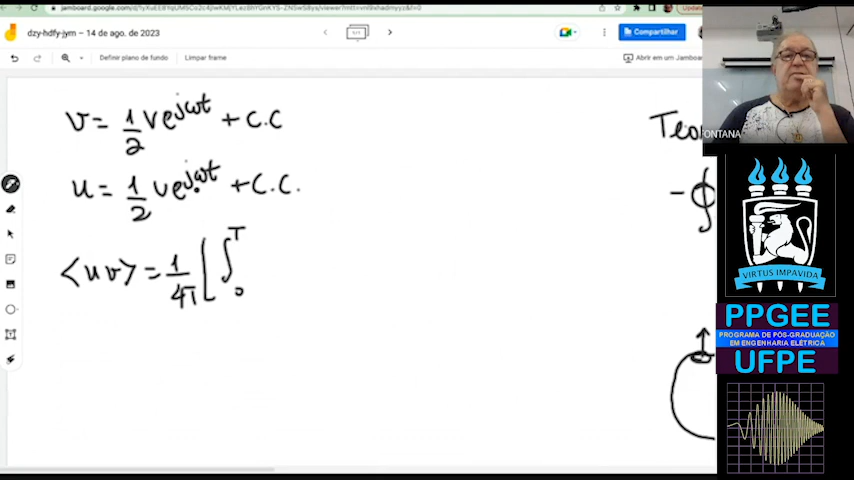 jamboard.google.com
dzy-hdfy-jym – 14 de ago. de 2023
Compartilhar
Definir plano de fundo
Limpar frame
Abrir em um Jamboard
v = 1/2 V e^jωt + c.c
u = 1/2 U e^jωt + c.c.
<uv> = 1/4T [ ∫_0^T
Teo
FONTANA
VIRTUS IMPAVIDA
PPGEE
PROGRAMA DE PÓS-GRADUAÇÃO
EM ENGENHARIA ELÉTRICA
UFPE